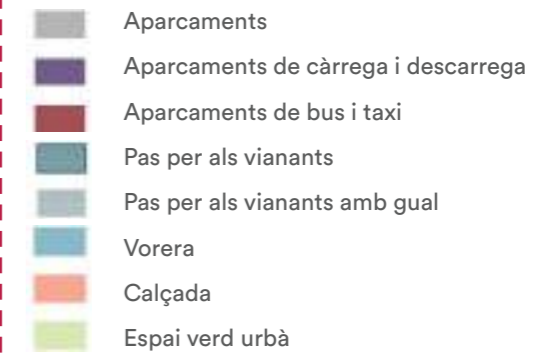 Aparcaments
Aparcaments de càrrega i descarrega
Aparcaments de bus i taxi
Pas per als vianants
Pas per als vianants amb gual
Vorera
Calçada
Espai verd urbà